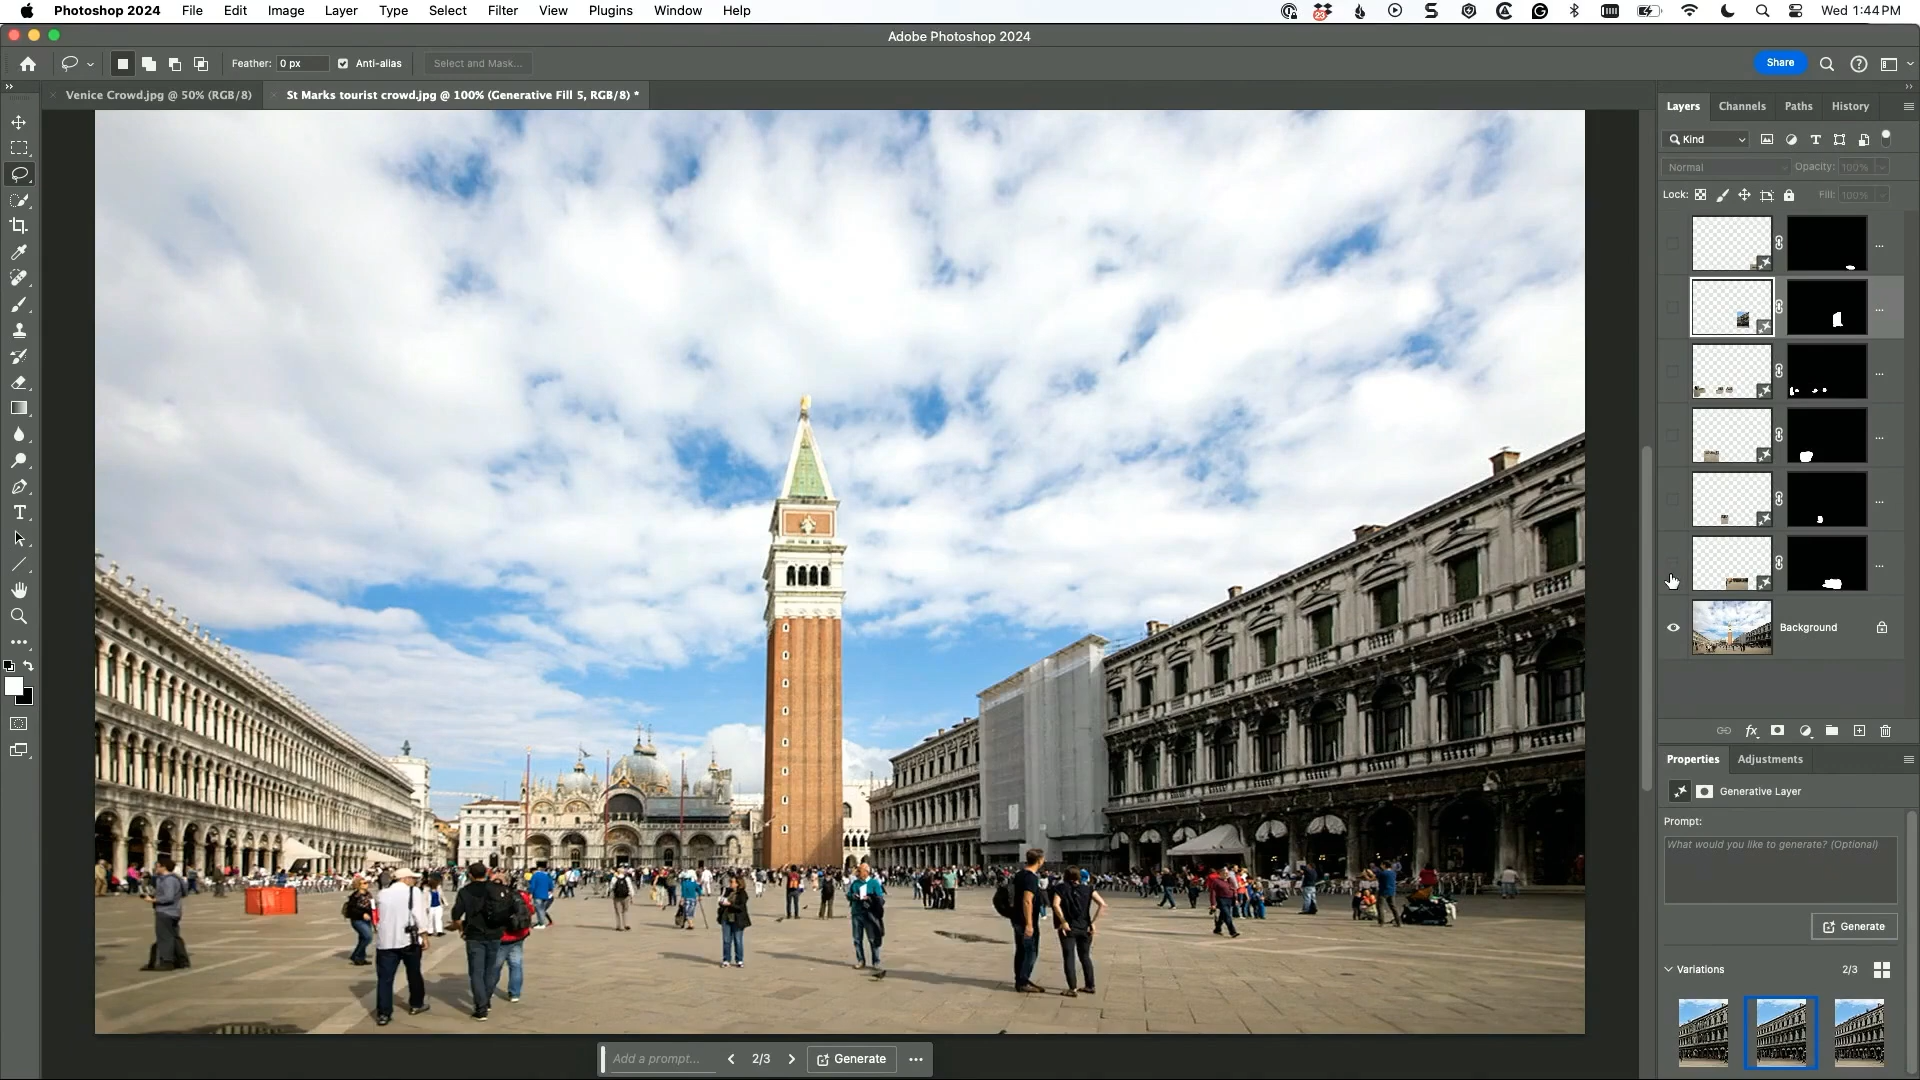 Photoshop 2024 File Edit Image Layer Type Select Filter View Plugins Window Help Wed 1:44 PM
Adobe Photoshop 2024
Feather: 0 px Anti-alias Select and Mask... Share
Venice Crowd.jpg @ 50% (RGB/8) St Marks tourist crowd.jpg @ 100% (Generative Fill 5, RGB/8) *
Layers Channels Paths History
Kind
Normal Opacity: 100%
Lock: Fill: 100%
...
...
...
...
...
...
Background
fx
Properties Adjustments
Generative Layer
Prompt:
What would you like to generate? (Optional)
Generate
Variations 2/3
Add a prompt... 2/3 Generate ...